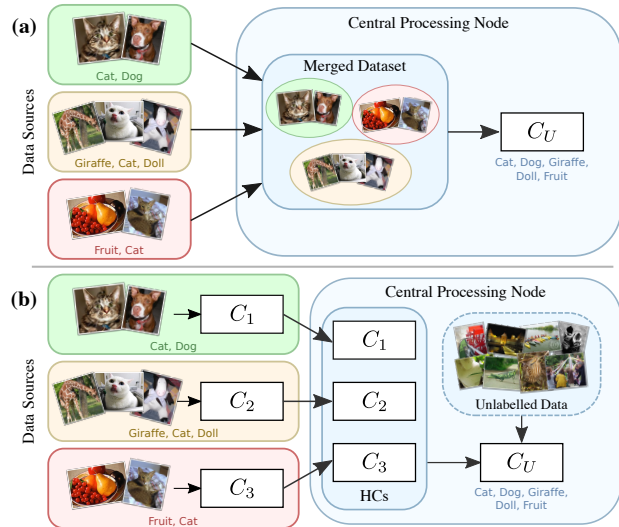 (a)
Data Sources
Cat, Dog
Giraffe, Cat, Doll
Fruit, Cat
Central Processing Node
Merged Dataset
C_U
Cat, Dog, Giraffe,
Doll, Fruit
(b)
Data Sources
C_1
Cat, Dog
C_2
Giraffe, Cat, Doll
C_3
Fruit, Cat
Central Processing Node
C_1
C_2
C_3
HCs
Unlabelled Data
C_U
Cat, Dog, Giraffe,
Doll, Fruit